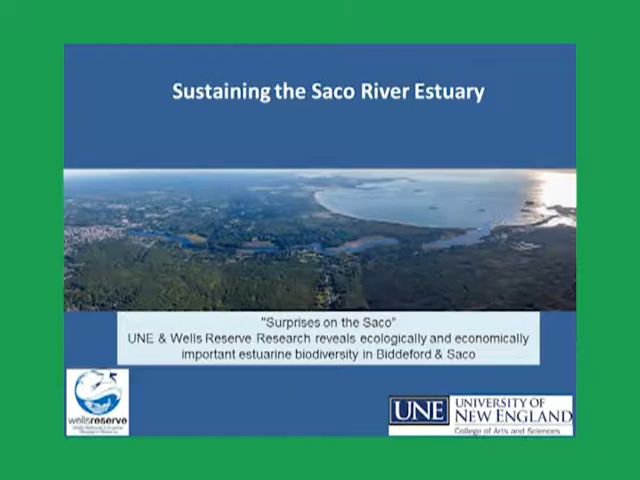 Sustaining the Saco River Estuary
"Surprises on the Saco"
UNE & Wells Reserve Research reveals ecologically and economically
important estuarine biodiversity in Biddeford & Saco
wellsreserve
UNE
UNIVERSITY OF
NEW ENGLAND
College of Arts and Sciences